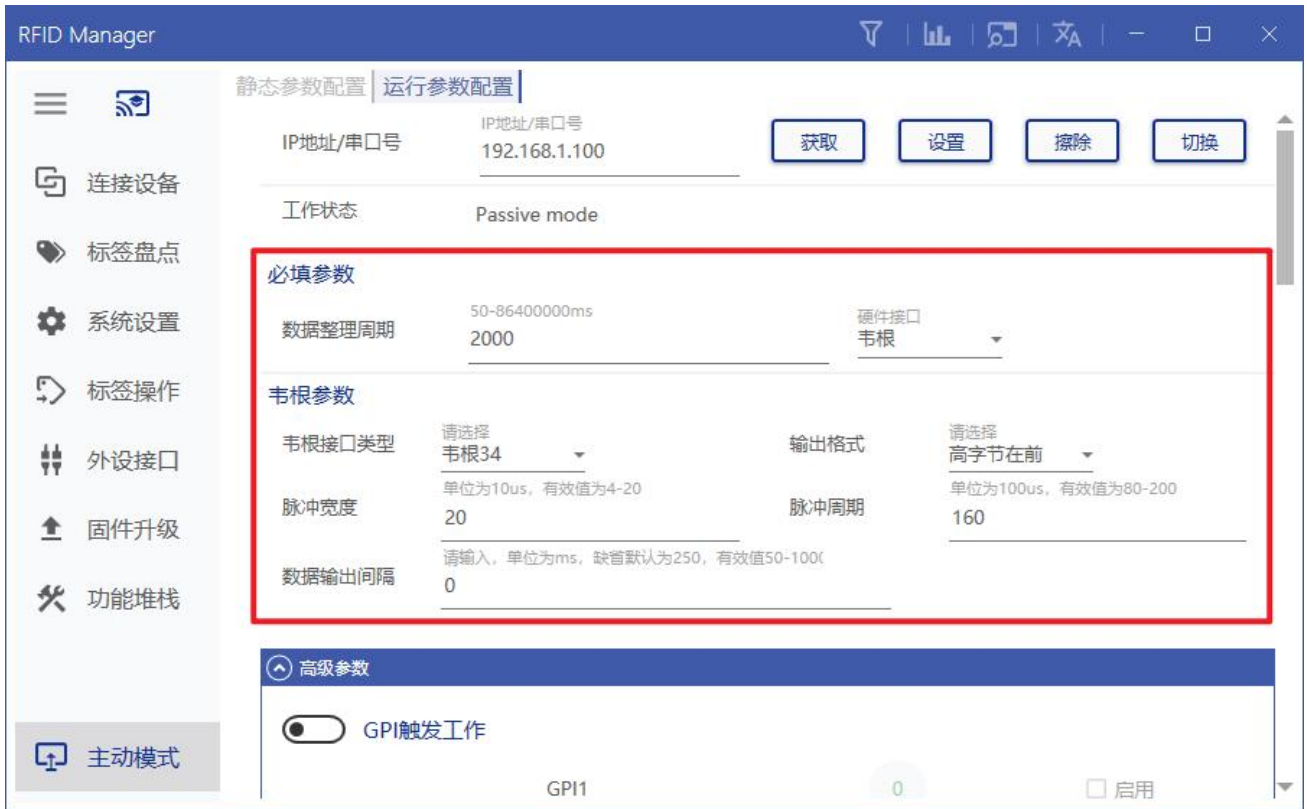 RFID Manager
静态参数配置 运行参数配置
IP地址/串口号 IP地址/串口号 192.168.1.100 获取 设置 擦除 切换
连接设备
工作状态 Passive mode
标签盘点
必填参数
系统设置
数据整理周期 50-86400000ms 2000 硬件接口 韦根
标签操作
韦根参数
韦根接口类型 请选择 韦根34 输出格式 请选择 高字节在前
外设接口
脉冲宽度 单位为10us，有效值为4-20 20 脉冲周期 单位为100us，有效值为80-200 160
固件升级
数据输出间隔 请输入，单位为ms，缺省默认为250，有效值50-100 0
功能堆栈
高级参数
GPI触发工作
主动模式
GPI1 0 启用